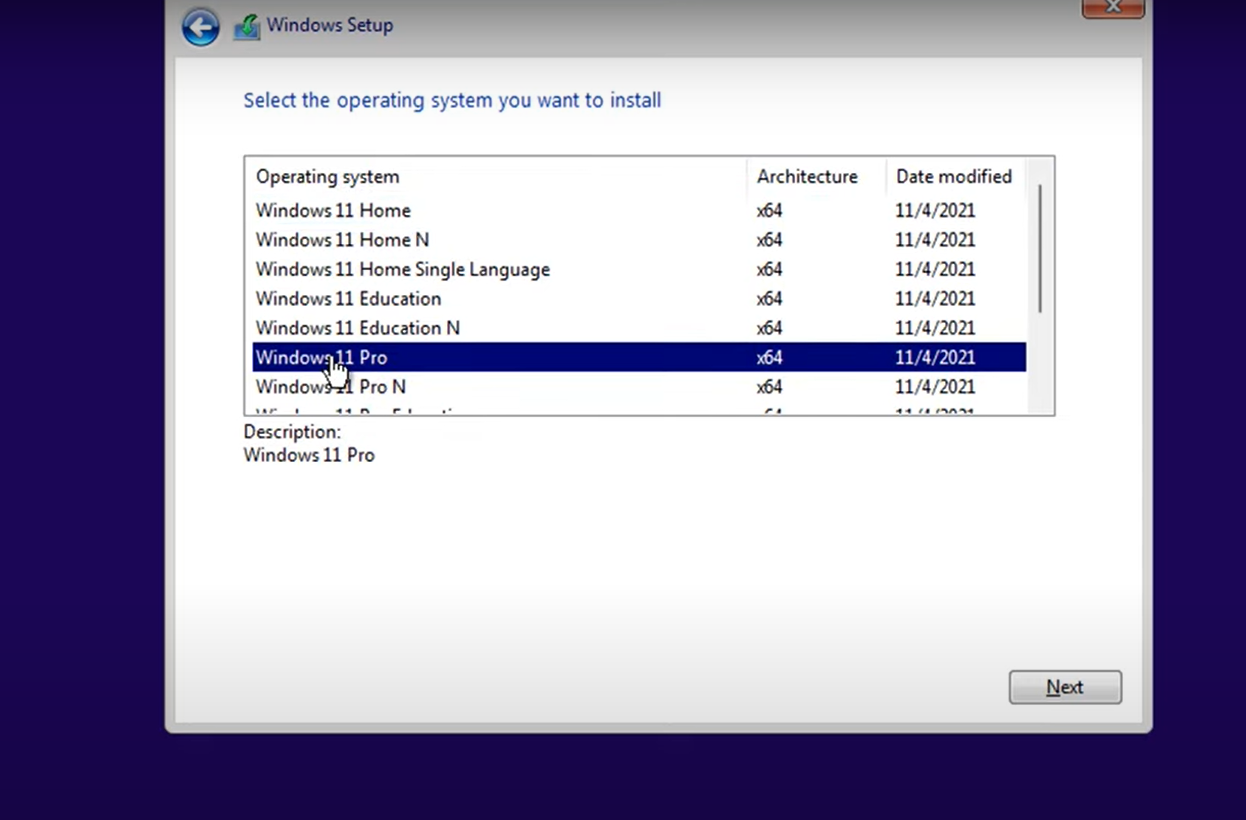 Windows Setup
Select the operating system you want to install
Operating system Architecture Date modified
Windows 11 Home x64 11/4/2021
Windows 11 Home N x64 11/4/2021
Windows 11 Home Single Language x64 11/4/2021
Windows 11 Education x64 11/4/2021
Windows 11 Education N x64 11/4/2021
Windows 11 Pro x64 11/4/2021
Windows 11 Pro N x64 11/4/2021
Description:
Windows 11 Pro
Next